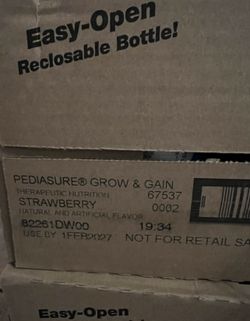 Easy-Open
Reclosable Bottle!
PEDIASURE® GROW & GAIN
THERAPEUTIC NUTRITION 67537
STRAWBERRY 0002
NATURAL AND ARTIFICIAL FLAVOR
82261DW00 19:34
USE BY 1FEB2027 NOT FOR RETAIL SA
Easy-Open